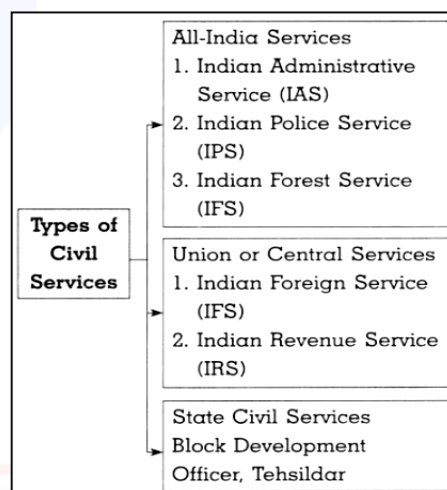 All-India Services
1. Indian Administrative
Service (IAS)
2. Indian Police Service
(IPS)
3. Indian Forest Service
(IFS)
Types of
Civil
Services
Union or Central Services
1. Indian Foreign Service
(IFS)
2. Indian Revenue Service
(IRS)
State Civil Services
Block Development
Officer, Tehsildar